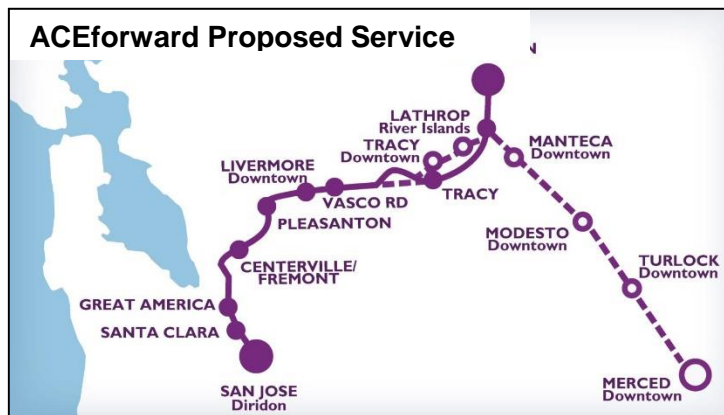 ACEforward Proposed Service
N
LATHROP
River Islands
TRACY
Downtown
MANTECA
Downtown
LIVERMORE
Downtown
VASCO RD
TRACY
PLEASANTON
MODESTO
Downtown
CENTERVILLE/
FREMONT
TURLOCK
Downtown
GREAT AMERICA
SANTA CLARA
SAN JOSE
Diridon
MERCED
Downtown